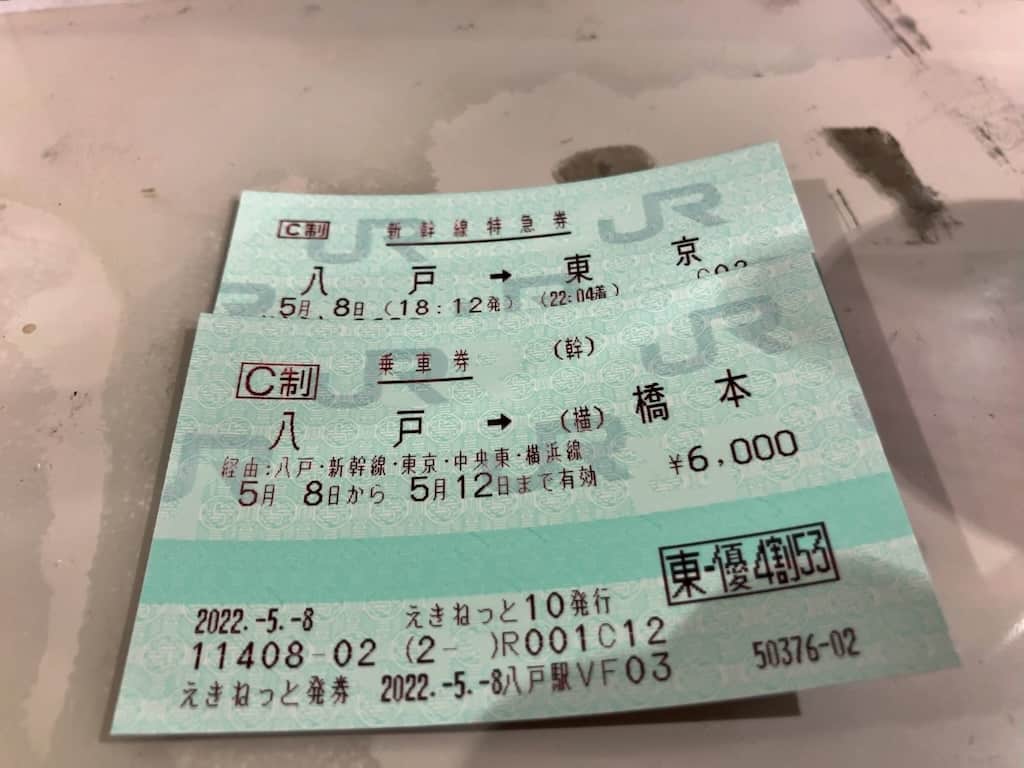 C制 新幹線特急券
八戸 → 東京
5月 8日 (18:12発) (22:04着)
C制 乗車券 (幹)
八戸 → (横) 橋本
経由:八戸・新幹線・東京・中央東・横浜線 ¥6,000
5月 8日から 5月12日まで有効
東-優4割53
2022.-5.-8 えきねっと10発行
11408-02 (2- )R001C12 50376-02
えきねっと発券 2022.-5.-8八戸駅VF03